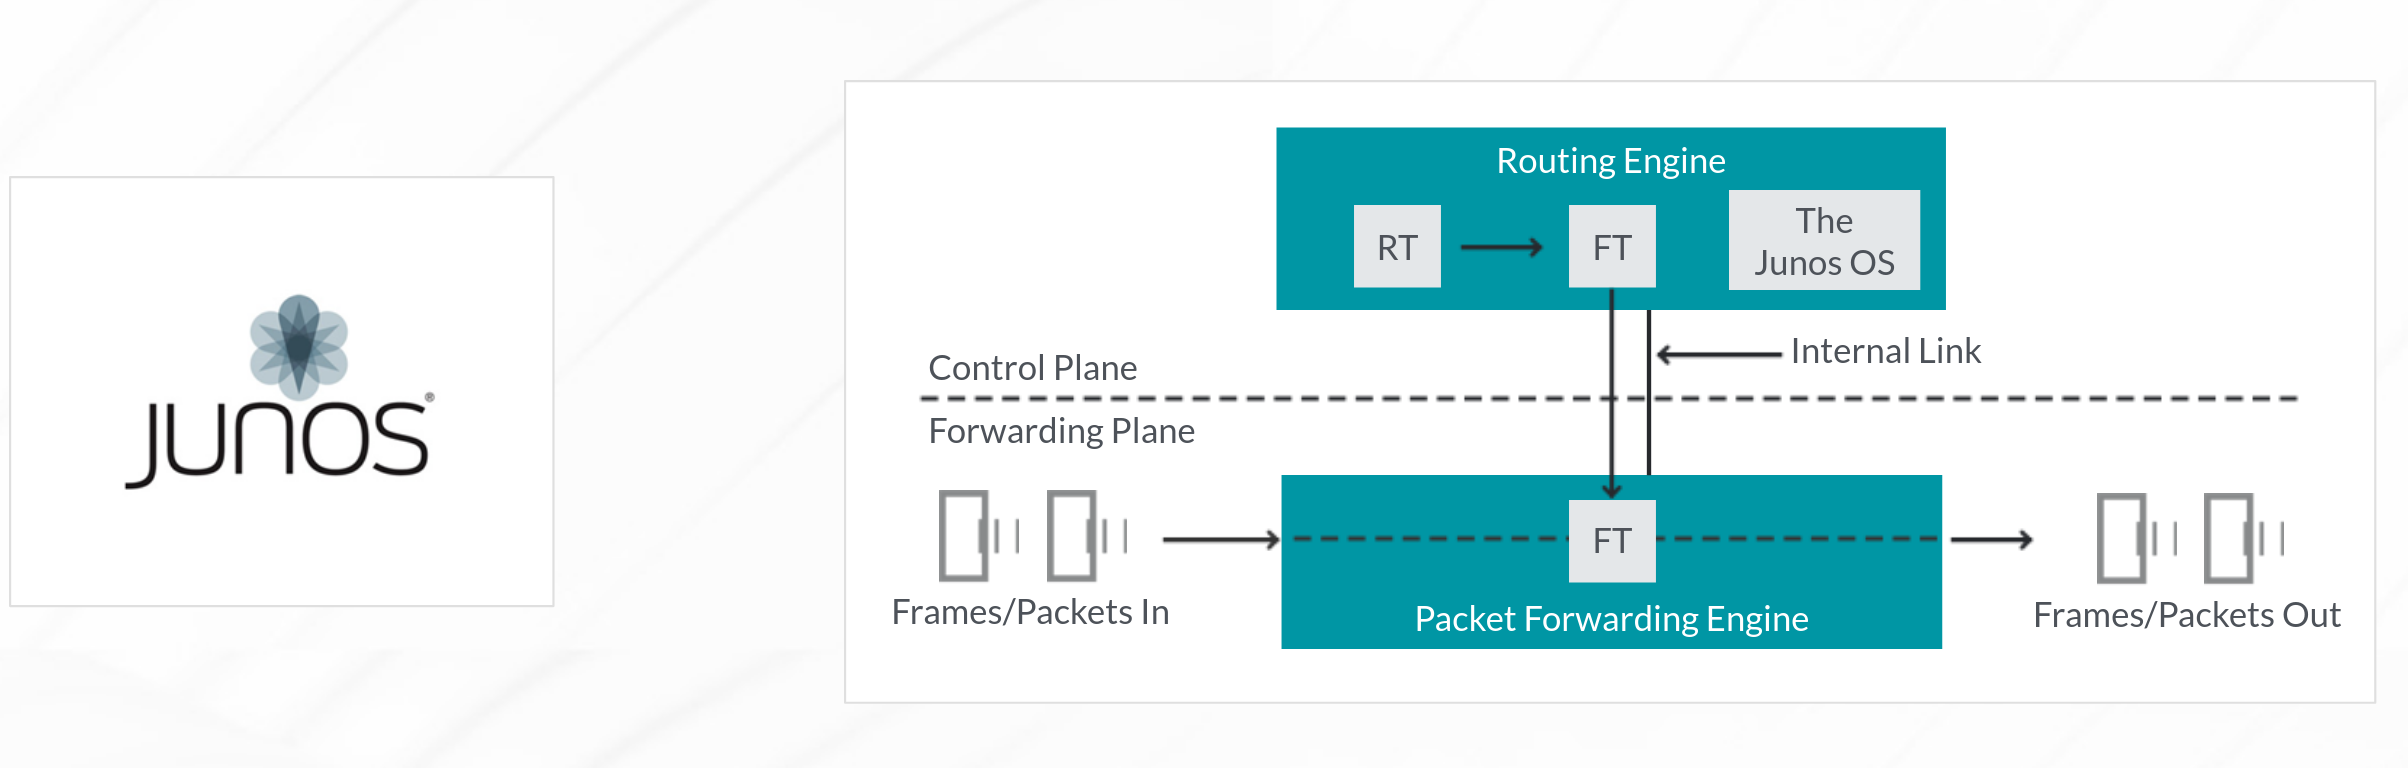 JUNOS®
Routing Engine
RT
FT
The
Junos OS
Internal Link
Control Plane
Forwarding Plane
FT
Frames/Packets In
Packet Forwarding Engine
Frames/Packets Out